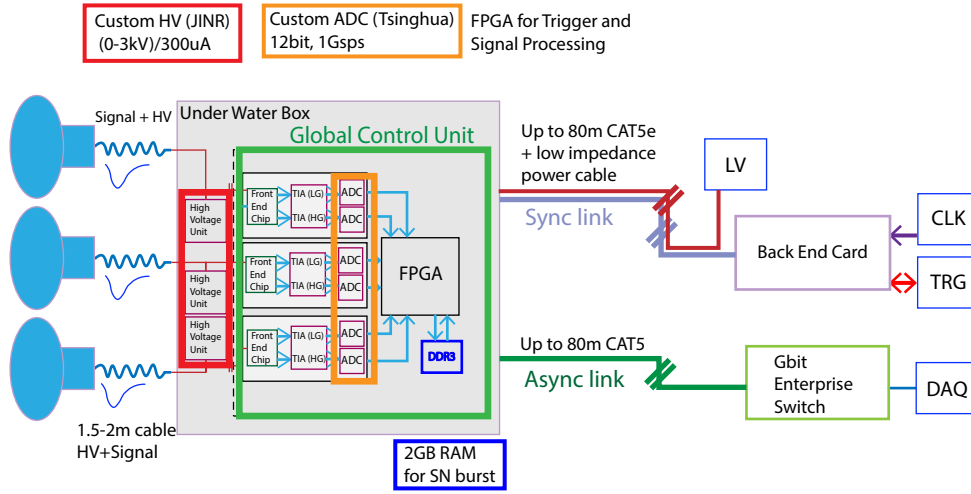 Custom HV (JINR)
(0-3kV)/300uA
Custom ADC (Tsinghua)
12bit, 1Gsps
FPGA for Trigger and
Signal Processing
Signal + HV
Under Water Box
Global Control Unit
High
Voltage
Unit
High
Voltage
Unit
High
Voltage
Unit
Front
End
Chip
TIA (LG)
TIA (HG)
ADC
ADC
Front
End
Chip
TIA (LG)
TIA (HG)
ADC
ADC
Front
End
Chip
TIA (LG)
TIA (HG)
ADC
ADC
FPGA
DDR3
Up to 80m CAT5e
+ low impedance
power cable
Sync link
LV
Back End Card
CLK
TRG
Up to 80m CAT5
Async link
Gbit
Enterprise
Switch
DAQ
1.5-2m cable
HV+Signal
2GB RAM
for SN burst